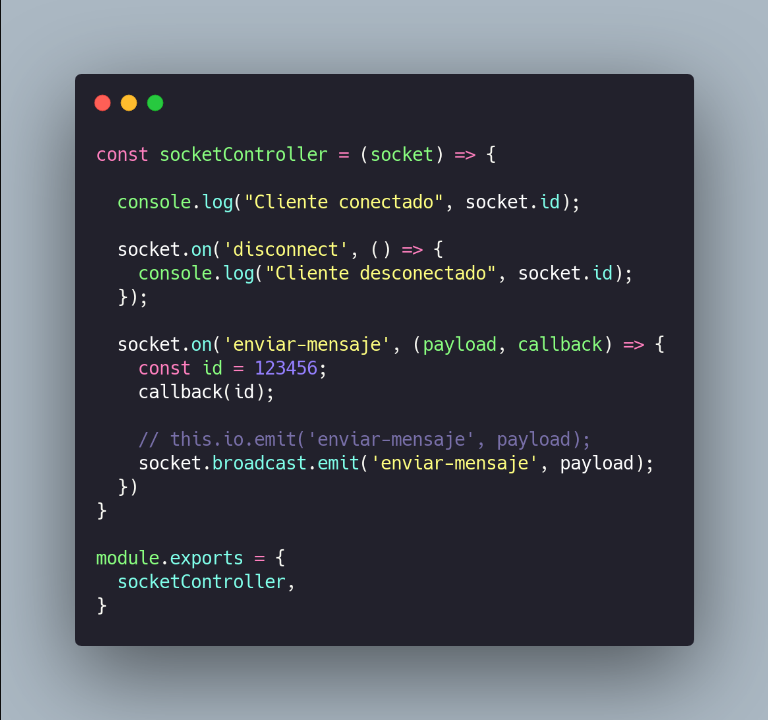 const socketController = (socket) => {
  console.log("Cliente conectado", socket.id);
  socket.on('disconnect', () => {
    console.log("Cliente desconectado", socket.id);
  });
  socket.on('enviar-mensaje', (payload, callback) => {
    const id = 123456;
    callback(id);
    // this.io.emit('enviar-mensaje', payload);
    socket.broadcast.emit('enviar-mensaje', payload);
  })
}
module.exports = {
  socketController,
}